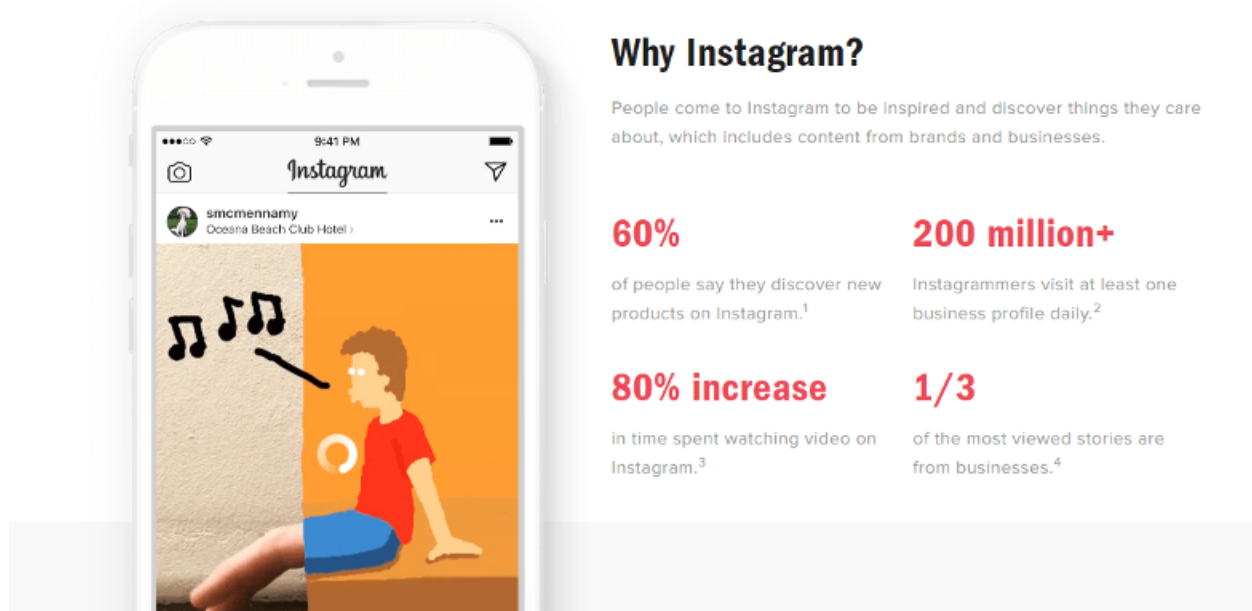 9:41 PM
Instagram
smcmennamy
Oceana Beach Club Hotel ›
Why Instagram?
People come to Instagram to be inspired and discover things they care
about, which includes content from brands and businesses.
60%
of people say they discover new
products on Instagram.1
200 million+
Instagrammers visit at least one
business profile daily.2
80% increase
in time spent watching video on
Instagram.3
1/3
of the most viewed stories are
from businesses.4